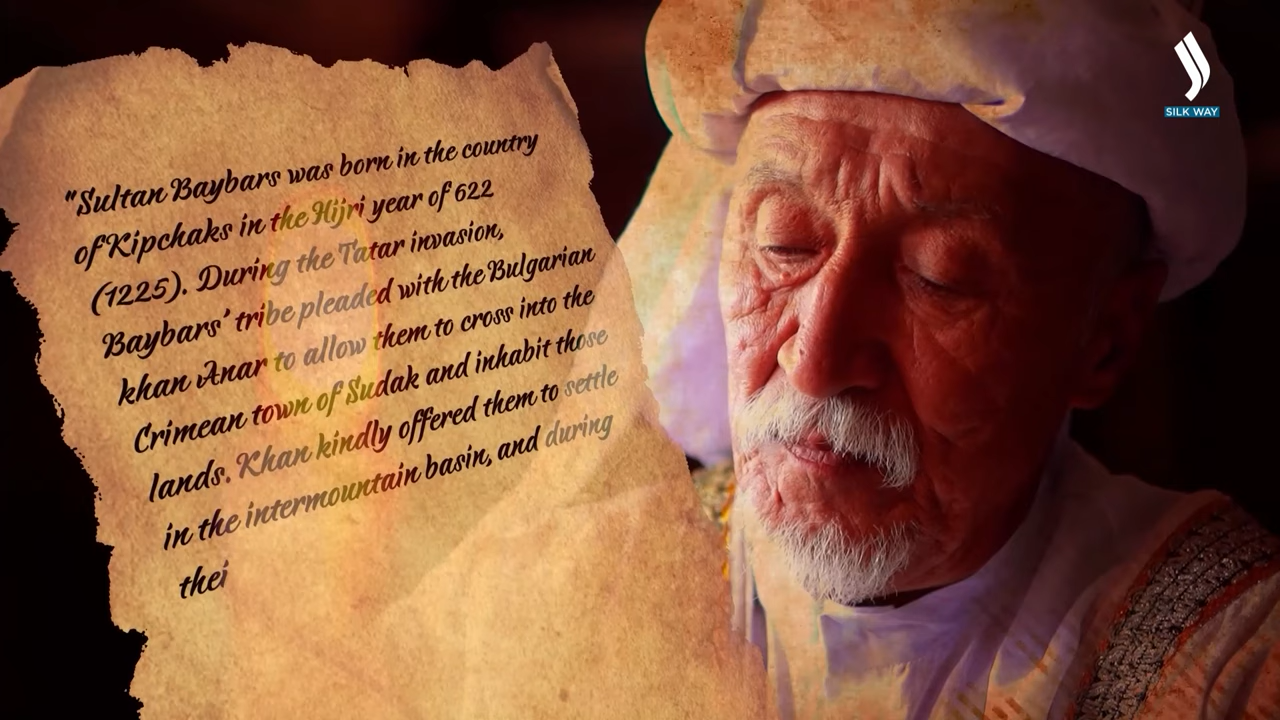 "Sultan Baybars was born in the country
of Kipchaks in the Hijri year of 622
(1225). During the Tatar invasion,
Baybars' tribe pleaded with the Bulgarian
khan Anar to allow them to cross into the
Crimean town of Sudak and inhabit those
lands. Khan kindly offered them to settle
in the intermountain basin, and during
thei
SILK WAY